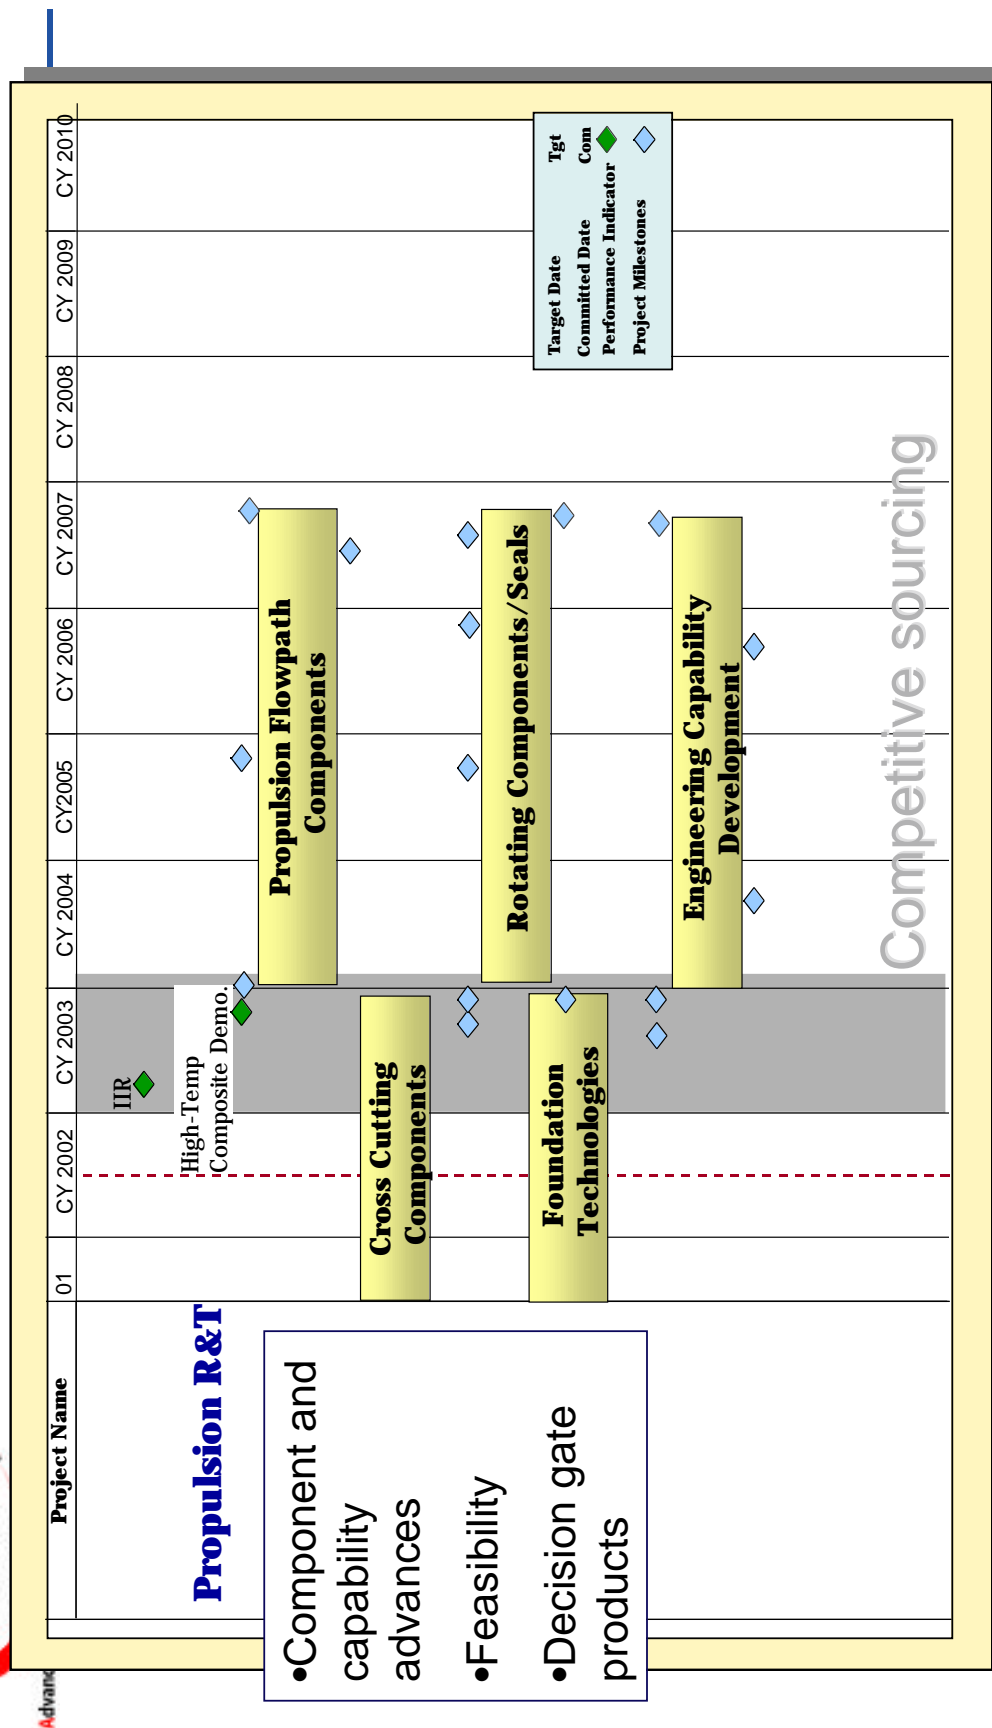 Project Name
01
CY 2002
CY 2003
CY 2004
CY2005
CY 2006
CY 2007
CY 2008
CY 2009
CY 2010
IIR
Propulsion R&T
High-Temp
Composite Demo.
Propulsion Flowpath
Components
Cross Cutting
Components
Rotating Components/Seals
Foundation
Technologies
Engineering Capability
Development
•Component and
capability
advances
•Feasibility
•Decision gate
products
Target Date Tgt
Committed Date Com
Performance Indicator
Project Milestones
Competitive sourcing